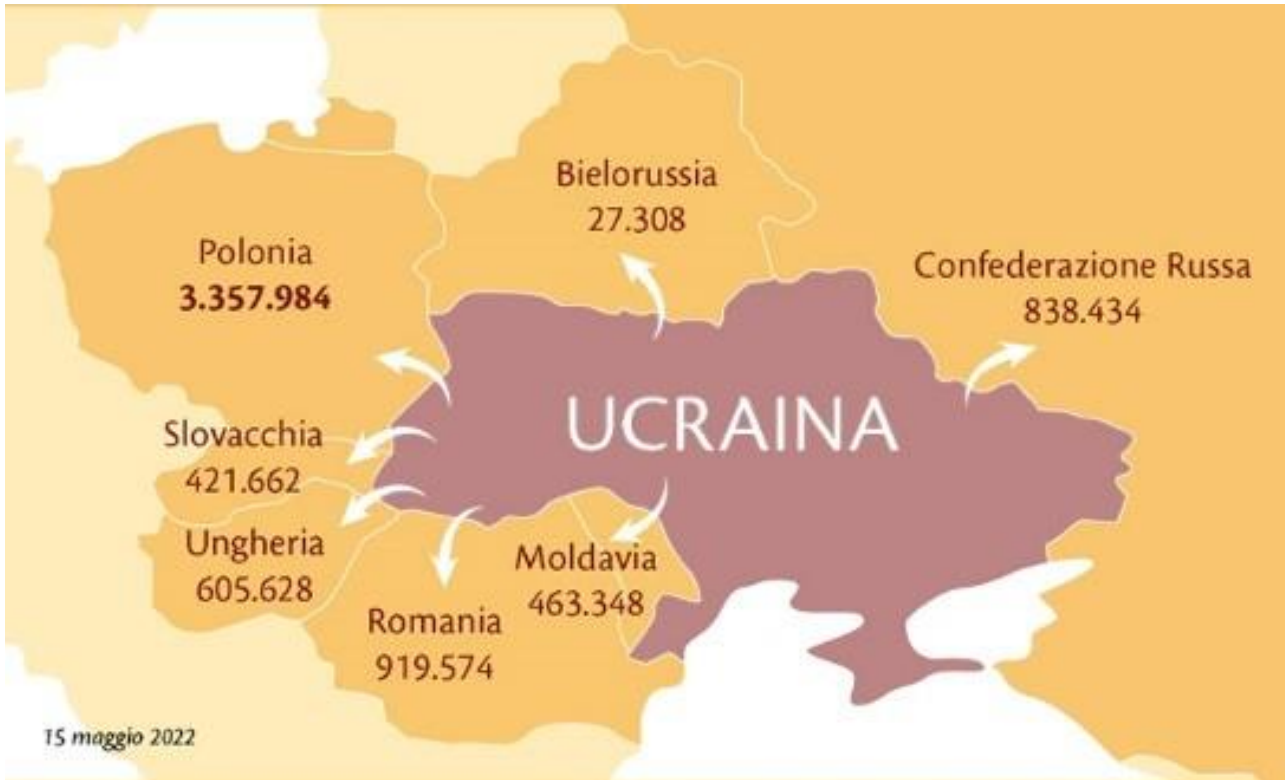 Bielorussia
27.308
Polonia
3.357.984
Confederazione Russa
838.434
UCRAINA
Slovacchia
421.662
Ungheria
605.628
Moldavia
463.348
Romania
919.574
15 maggio 2022